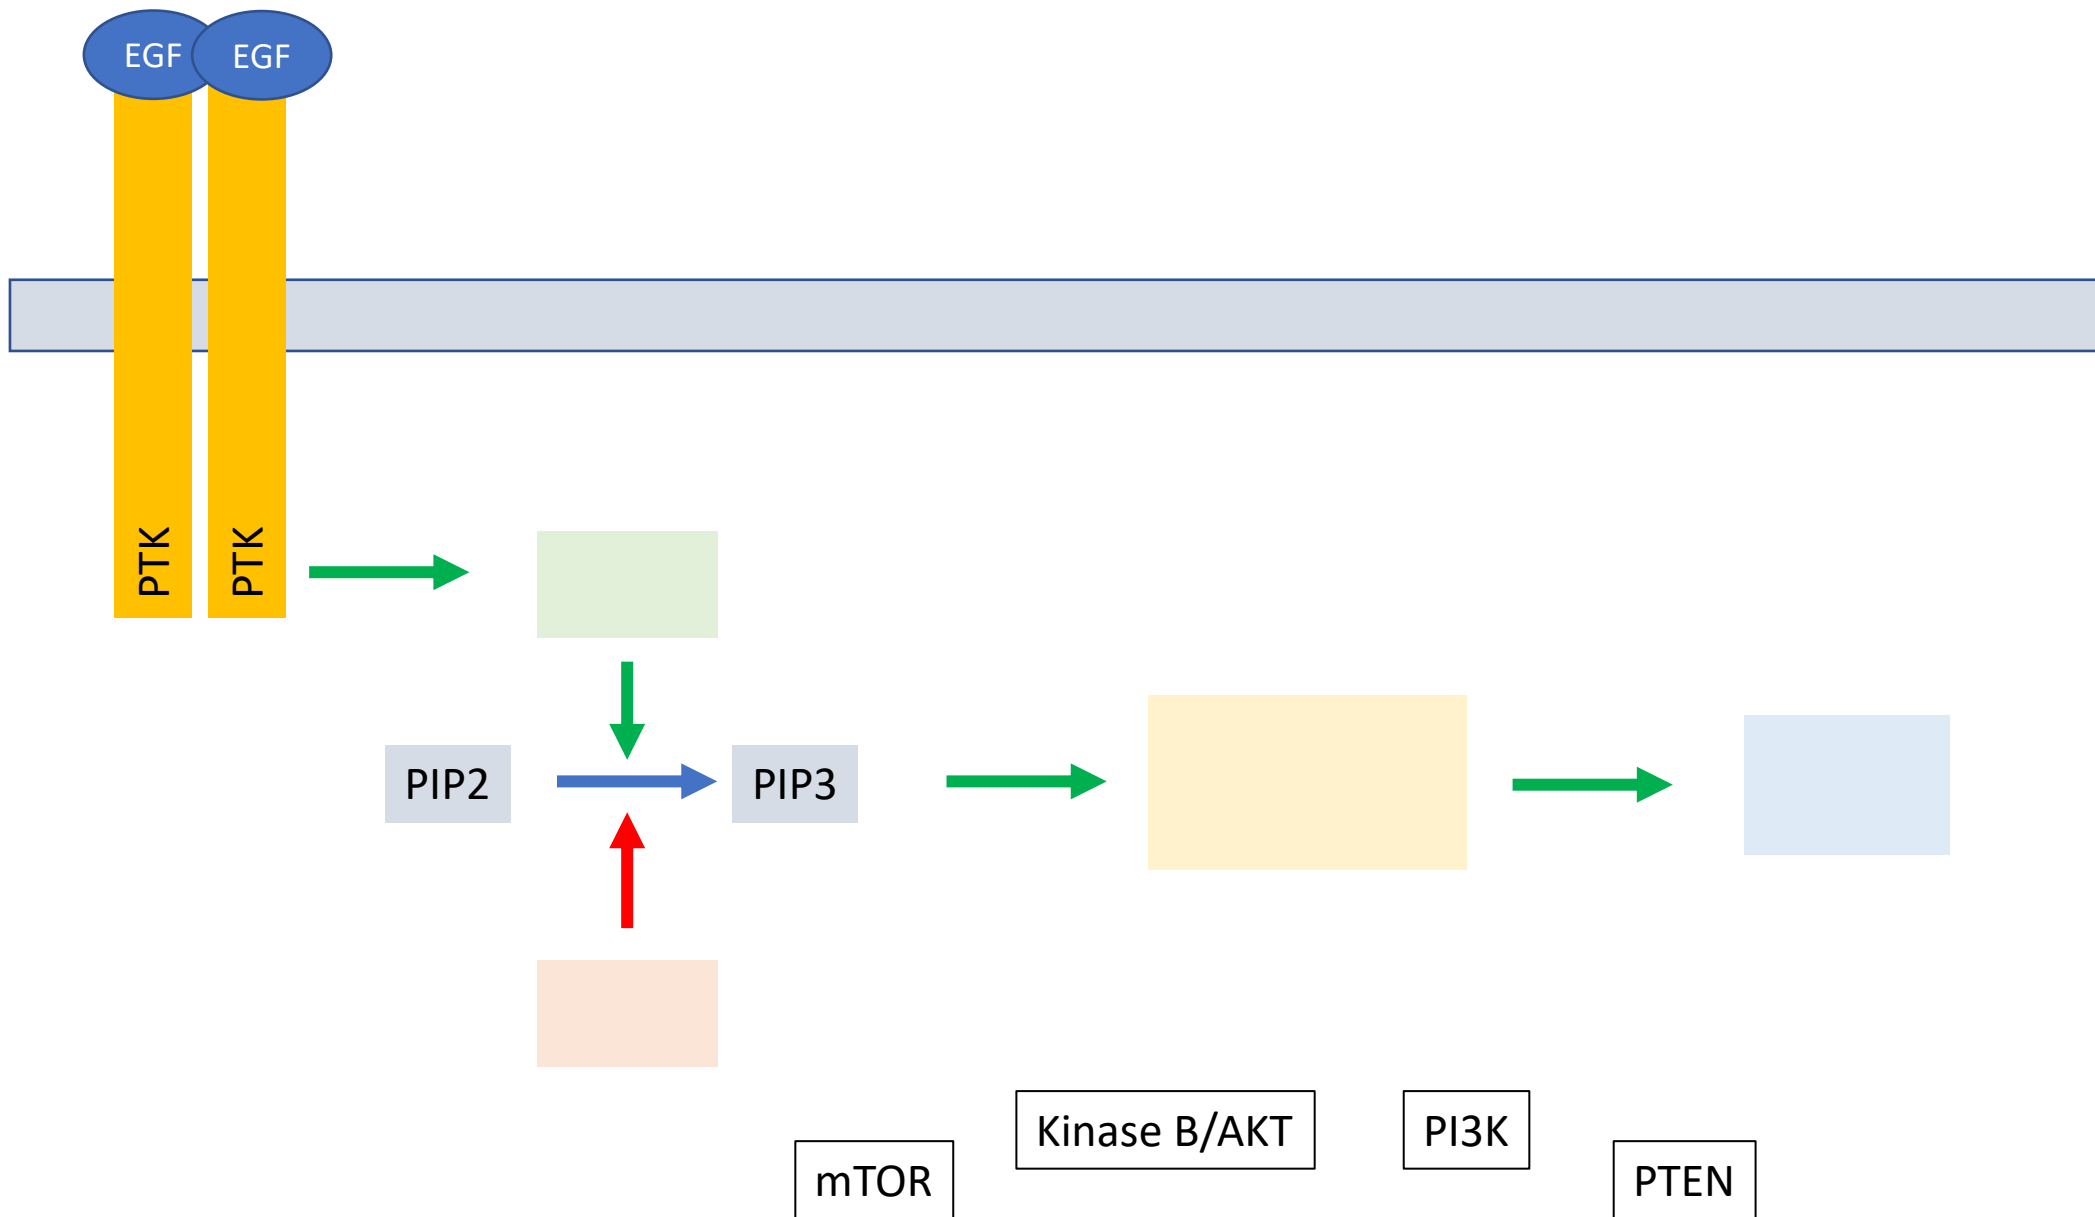 EGF
EGF
PTK
PTK
PIP2
PIP3
Kinase B/AKT
PI3K
mTOR
PTEN